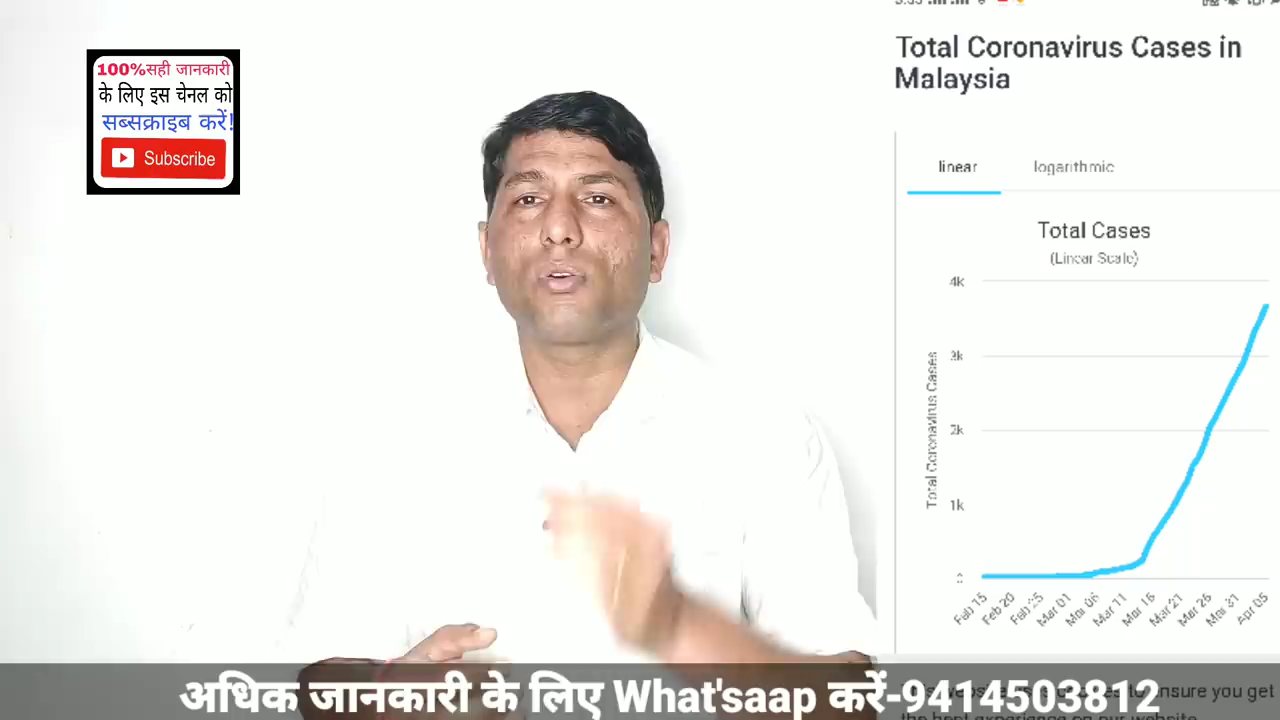 100%सही जानकारी
के लिए इस चेनल को
सब्सक्राइब करें!
Subscribe
Total Coronavirus Cases in
Malaysia
linear
logarithmic
Total Cases
(Linear Scale)
4k
3k
2k
1k
0
Total Coronavirus Cases
Feb 15
Feb 20
Feb 25
Mar 01
Mar 06
Mar 11
Mar 16
Mar 21
Mar 26
Mar 31
Apr 05
अधिक जानकारी के लिए What'saap करें-9414503812
ensure you get